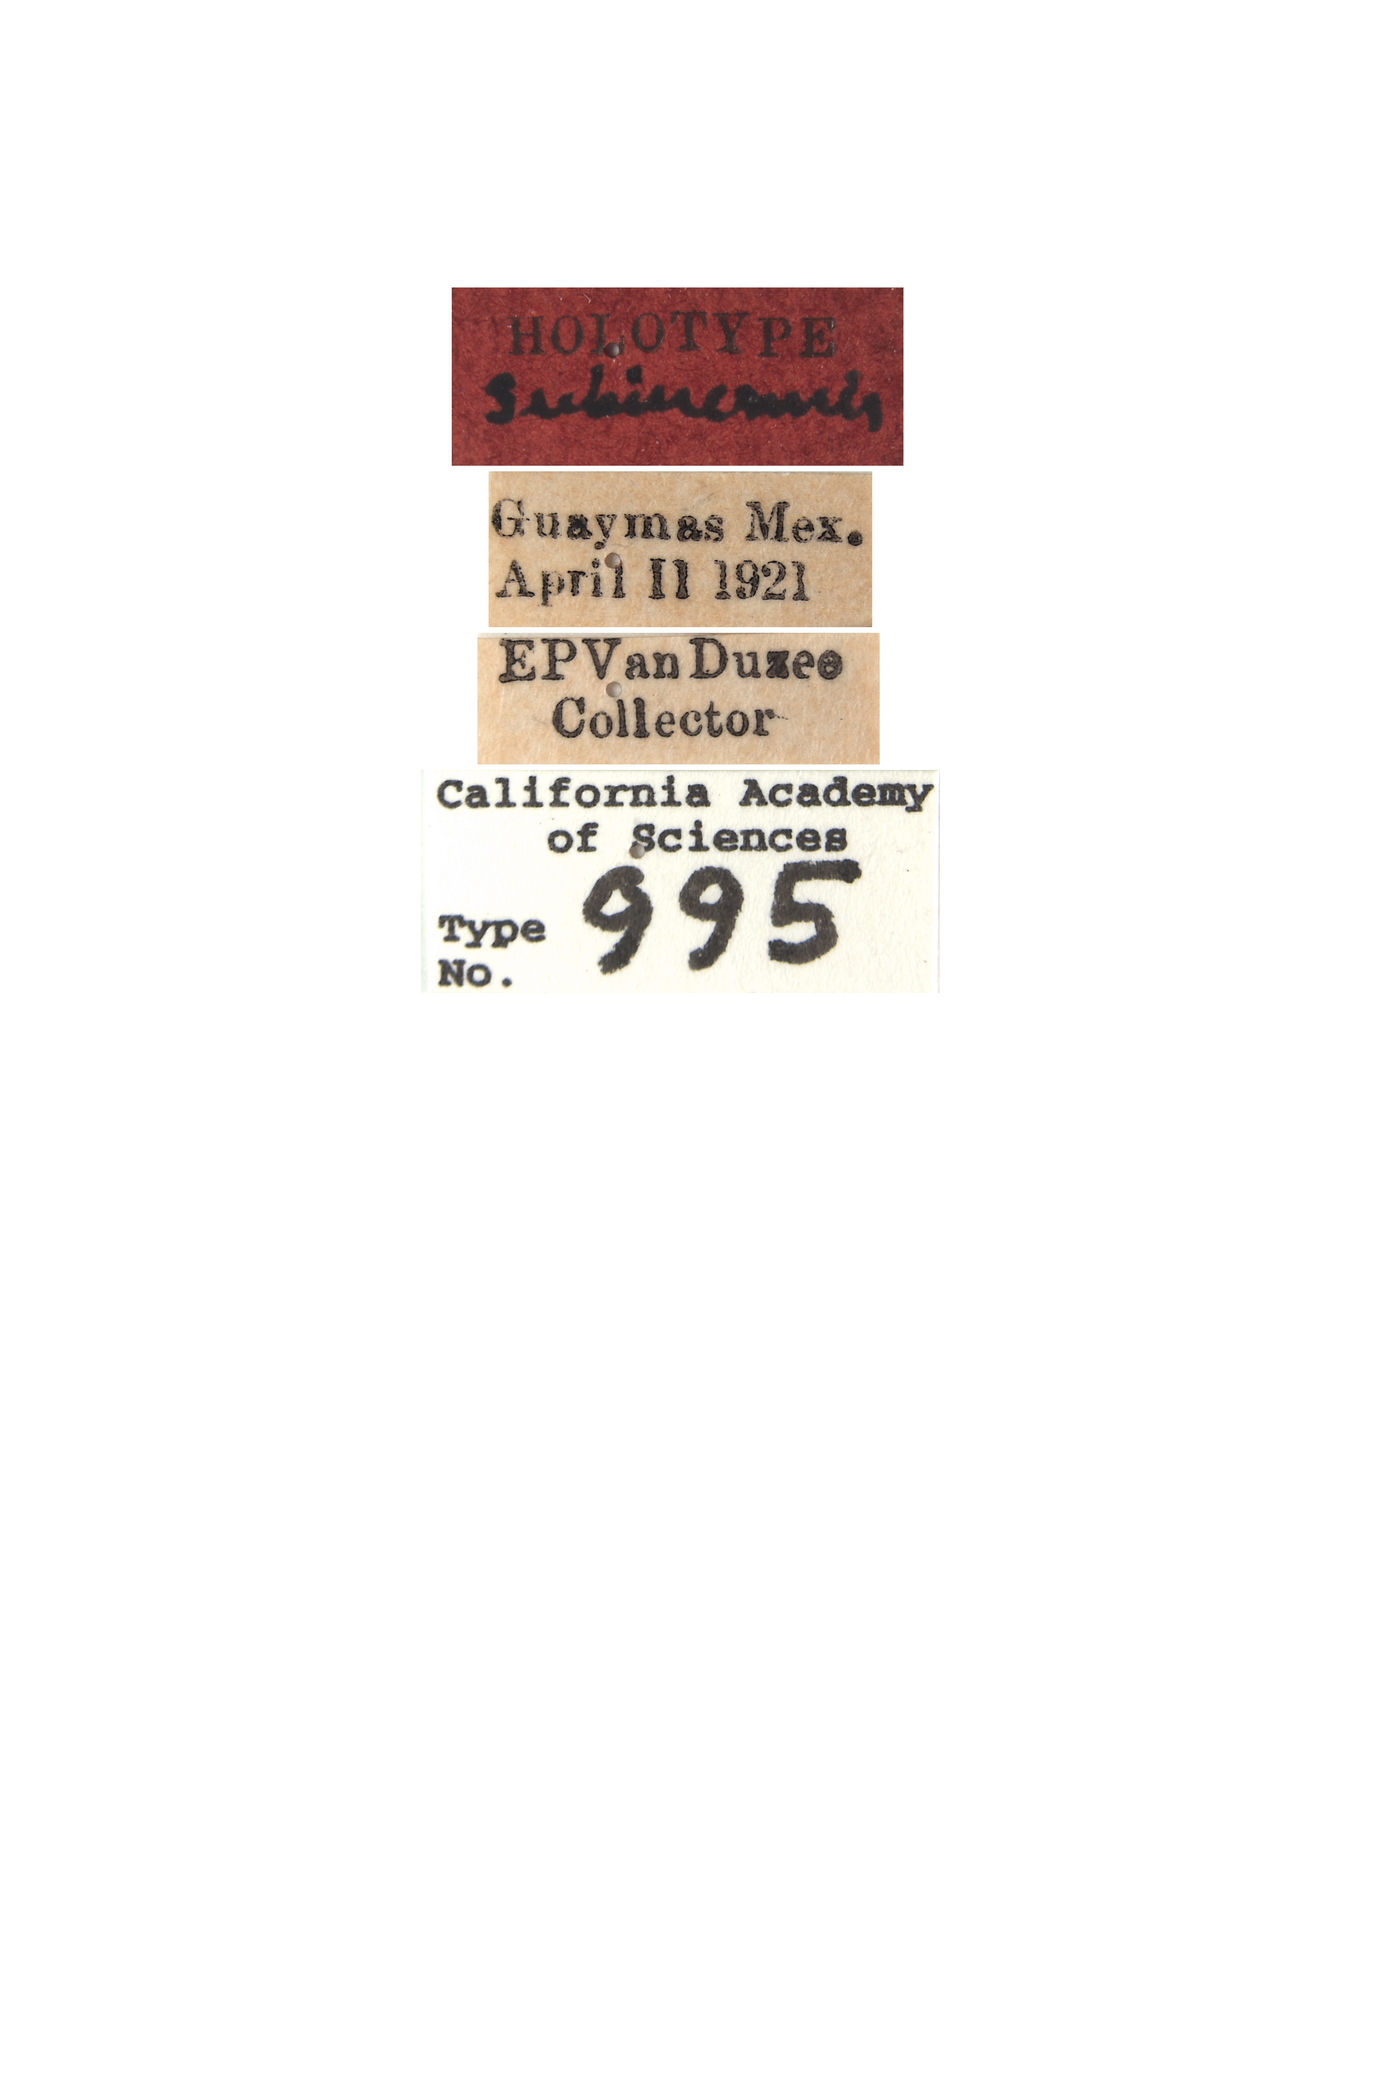 HOLOTYPE
Guaymas Mex.
April 11 1921
EPVanDuzee
Collector
California Academy
of Sciences
Type 995
No.